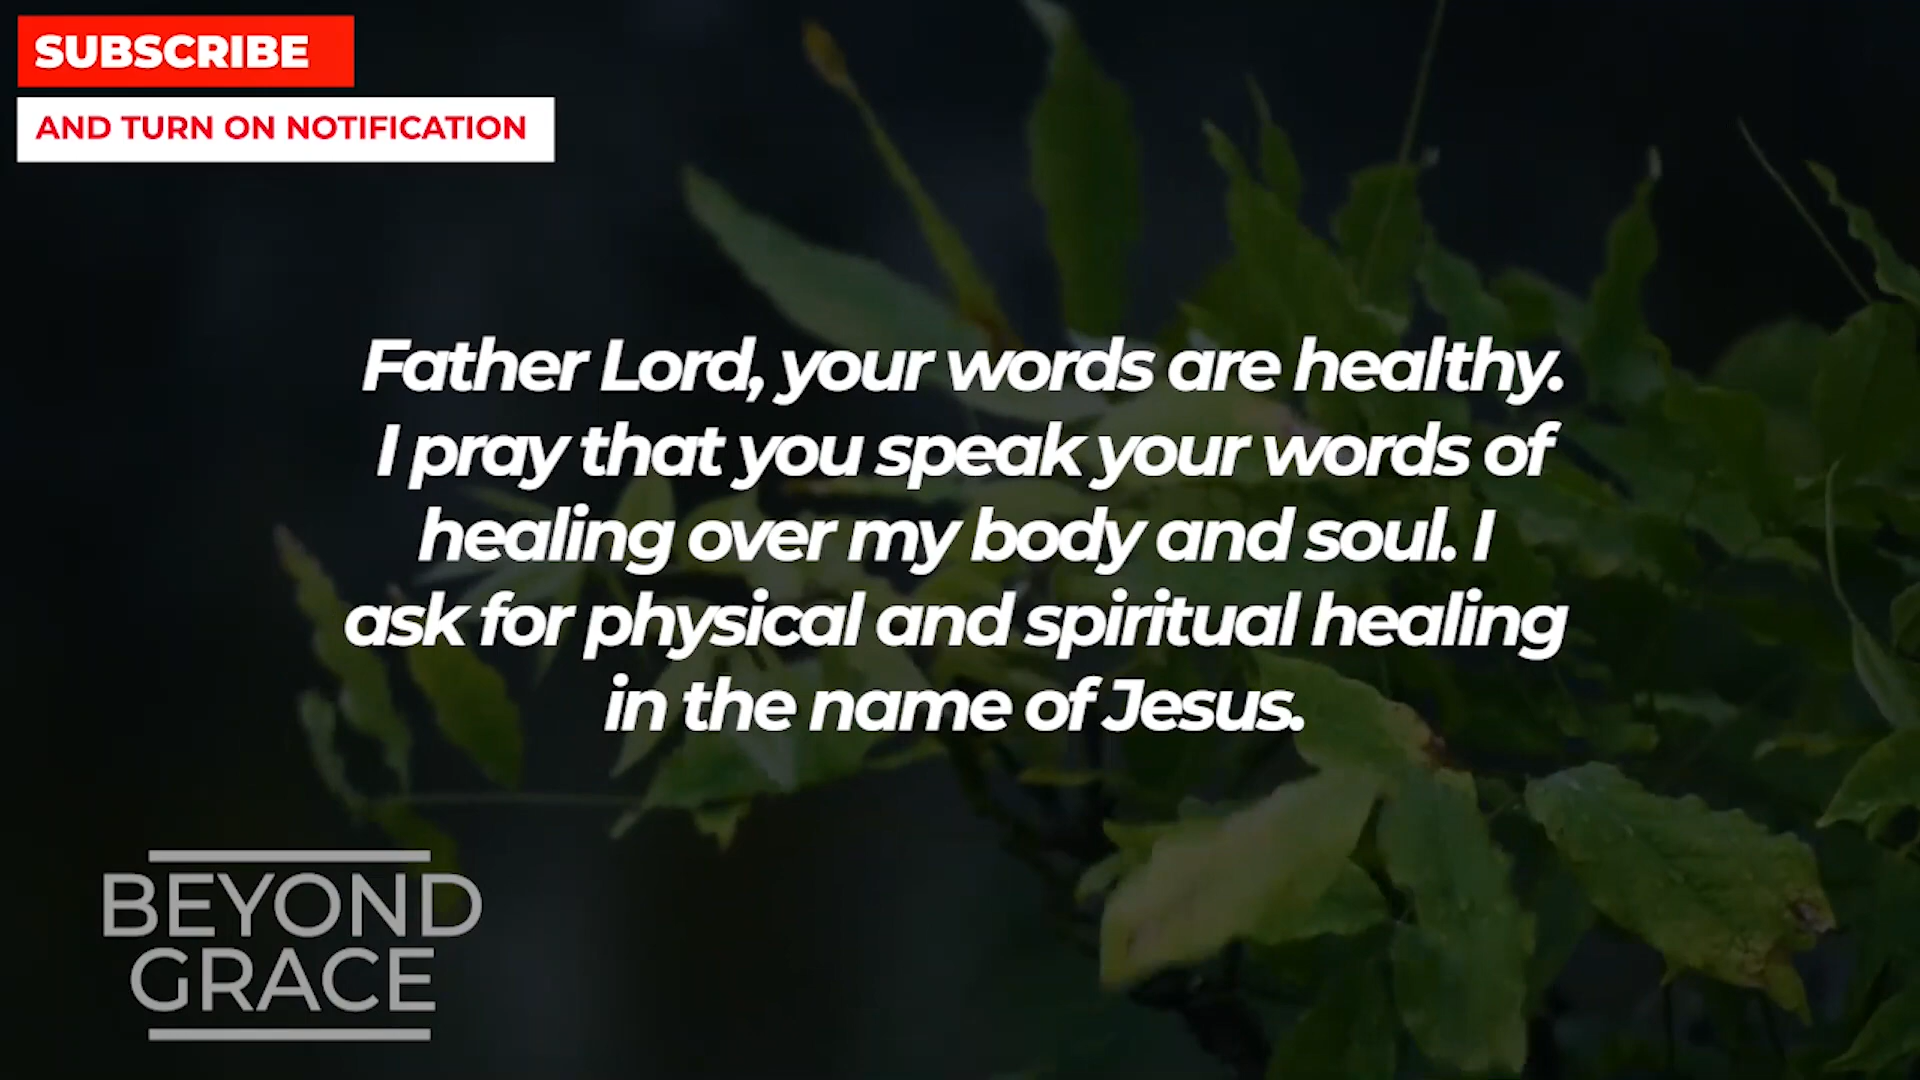 SUBSCRIBE
AND TURN ON NOTIFICATION
Father Lord, your words are healthy.
I pray that you speak your words of
healing over my body and soul. I
ask for physical and spiritual healing
in the name of Jesus.
BEYOND
GRACE